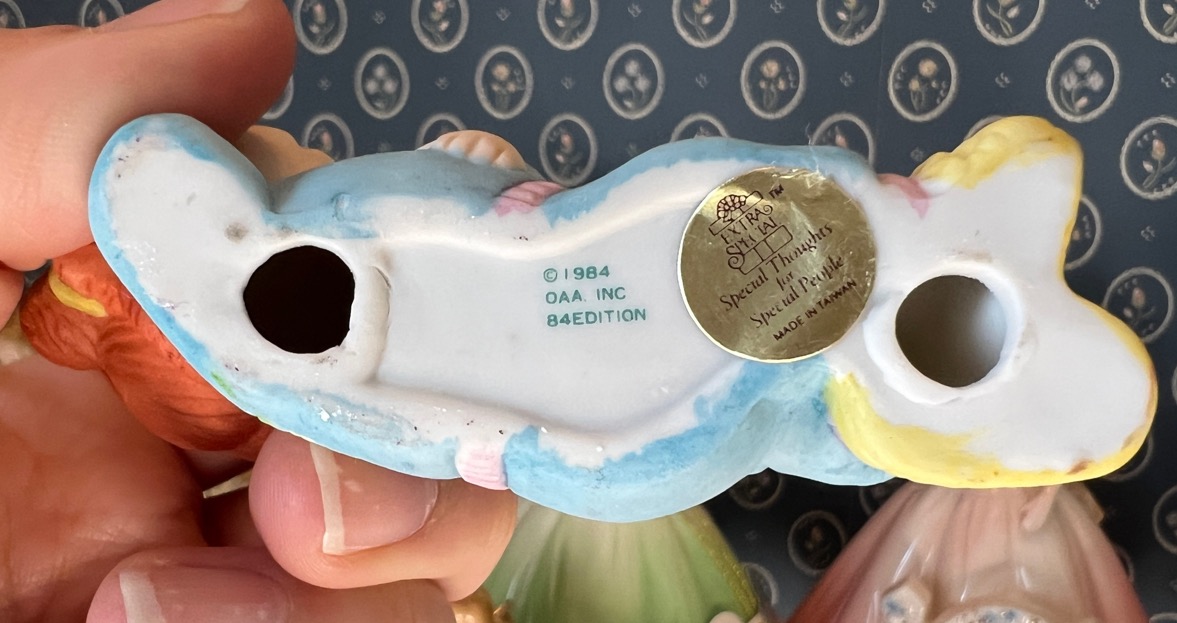 © 1984
OAA. INC
84EDITION
EXTRA
SPECIAL
TM
Special Thoughts
for
Special People
MADE IN TAIWAN